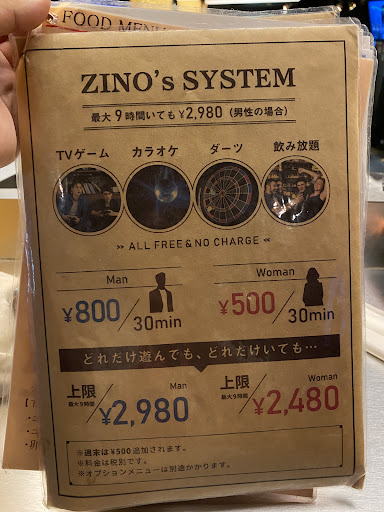 FOOD MENU
ZINO's SYSTEM
最大9時間いても¥2,980 (男性の場合)
TVゲーム カラオケ ダーツ 飲み放題
>> ALL FREE & NO CHARGE <<
Man
¥800/30min
Woman
¥500/30min
どれだけ遊んでも、どれだけいても…
上限
最大9時間
Man
¥2,980
上限
最大9時間
Woman
¥2,480
※週末は¥500追加されます。
※料金は税別です。
※オプションメニューは別途かかります。